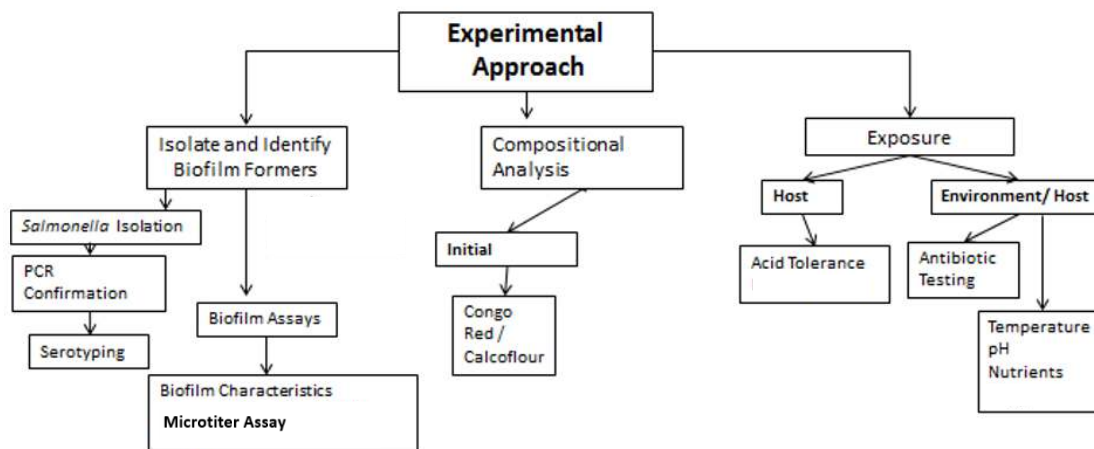 Experimental
Approach
Isolate and Identify
Biofilm Formers
Compositional
Analysis
Exposure
Salmonella Isolation
PCR
Confirmation
Serotyping
Biofilm Assays
Biofilm Characteristics
Microtiter Assay
Initial
Congo
Red /
Calcoflour
Host
Environment/ Host
Acid Tolerance
Antibiotic
Testing
Temperature
pH
Nutrients